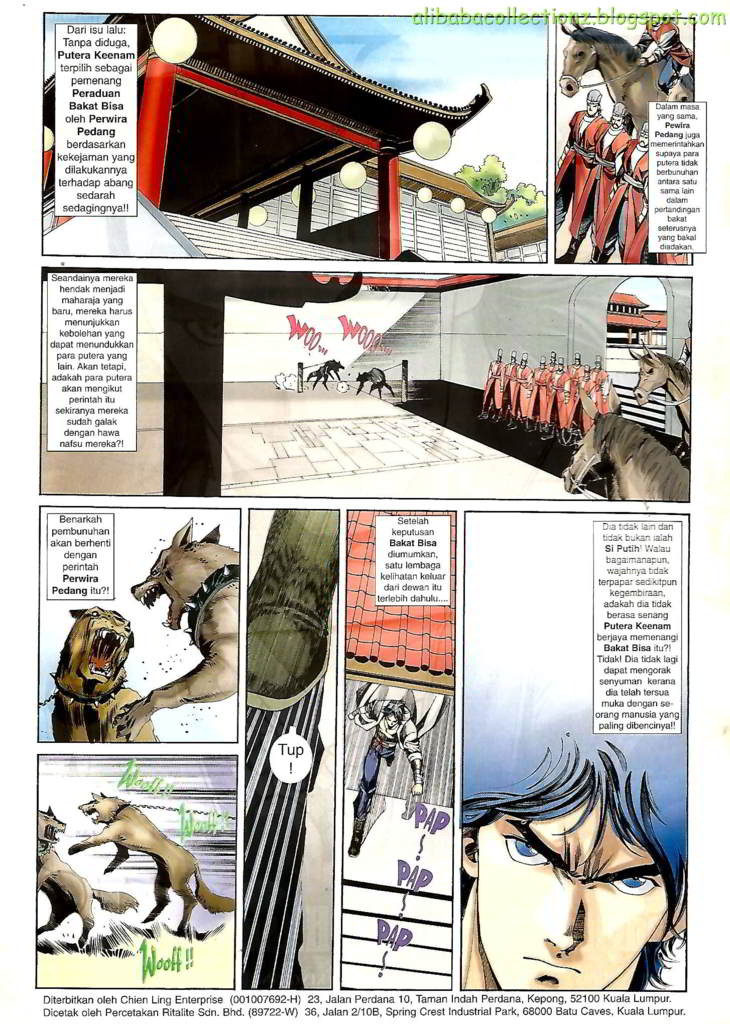 alibabacollectionz.blogspot.com
Dari isu lalu:
Tanpa diduga,
Putera Keenam
terpilih sebagai
pemenang
Peraduan
Bakat Bisa
oleh Perwira
Pedang
berdasarkan
kekejaman yang
dilakukannya
terhadap abang
sedarah
sedagingnya!!
Dalam masa
yang sama,
Pewira
Pedang juga
memerintahkan
supaya para
putera tidak
berbunuhan
antara satu
sama lain
dalam
pertandingan
bakat
seterusnya
yang bakal
diadakan.
Seandainya mereka
hendak menjadi
maharaja yang
baru, mereka harus
menunjukkan
kebolehan yang
dapat menundukkan
para putera yang
lain. Akan tetapi,
adakah para putera
akan mengikut
perintah itu
sekiranya mereka
sudah galak
dengan hawa
nafsu mereka?!
WOO...
WOOO...
Benarkah
pembunuhan
akan berhenti
dengan
perintah
Perwira
Pedang itu?!
Woff!!
Wooff!!
Wooff!!
Tup
!
Setelah
keputusan
Bakat Bisa
diumumkan,
satu lembaga
kelihatan keluar
dari dewan itu
terlebih dahulu....
PAP
PAP
PAP
Dia tidak lain dan
tidak bukan ialah
Si Putih! Walau
bagaimanapun,
wajahnya tidak
terpapar sedikitpun
kegembiraan,
adakah dia tidak
berasa senang
Putera Keenam
berjaya memenangi
Bakat Bisa itu?!
Tidak! Dia tidak lagi
dapat mengorak
senyuman kerana
dia telah tersua
muka dengan se-
orang manusia yang
paling dibencinya!!
Diterbitkan oleh Chien Ling Enterprise (001007692-H) 23, Jalan Perdana 10, Taman Indah Perdana, Kepong, 52100 Kuala Lumpur.
Dicetak oleh Percetakan Ritalite Sdn. Bhd. (89722-W) 36, Jalan 2/10B, Spring Crest Industrial Park, 68000 Batu Caves, Kuala Lumpur.